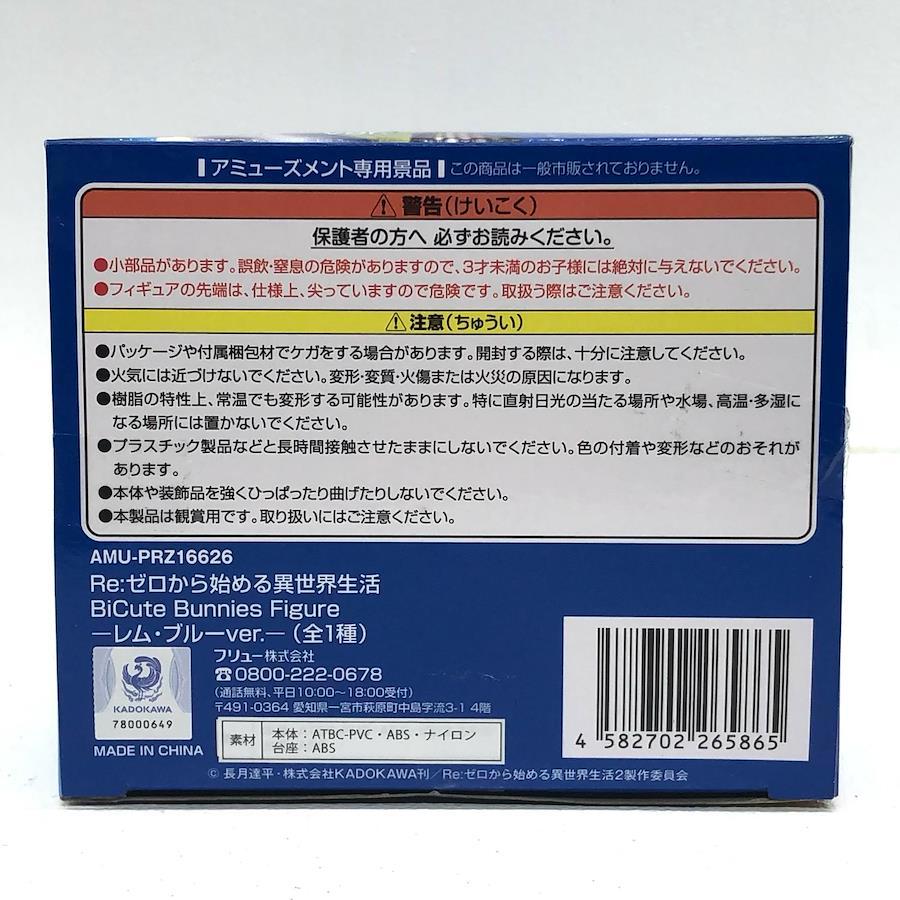 アミューズメント専用景品 この商品は一般市販されておりません。
⚠警告(けいこく)
保護者の方へ 必ずお読みください。
●小部品があります。誤飲・窒息の危険がありますので、3才未満のお子様には絶対に与えないでください。
●フィギュアの先端は、仕様上、尖っていますので危険です。取扱う際はご注意ください。
⚠注意(ちゅうい)
●パッケージや付属梱包材でケガをする場合があります。開封する際は、十分に注意してください。
●火気には近づけないでください。変形・変質・火傷または火災の原因になります。
●樹脂の特性上、常温でも変形する可能性があります。特に直射日光の当たる場所や水場、高温・多湿に
なる場所には置かないでください。
●プラスチック製品などと長時間接触させたままにしないでください。色の付着や変形などのおそれが
あります。
●本体や装飾品を強くひっぱったり曲げたりしないでください。
●本製品は観賞用です。取り扱いにはご注意ください。
AMU-PRZ16626
Re:ゼロから始める異世界生活
BiCute Bunnies Figure
―レム・ブルーver.―(全1種)
フリュー株式会社
☎0800-222-0678
(通話無料、平日10:00～18:00受付)
〒491-0364 愛知県一宮市萩原町中島字流3-1 4階
KADOKAWA
78000649
MADE IN CHINA
素材 本体:ATBC-PVC・ABS・ナイロン
台座:ABS
4 582702 265865
© 長月達平・株式会社KADOKAWA刊/Re:ゼロから始める異世界生活2製作委員会